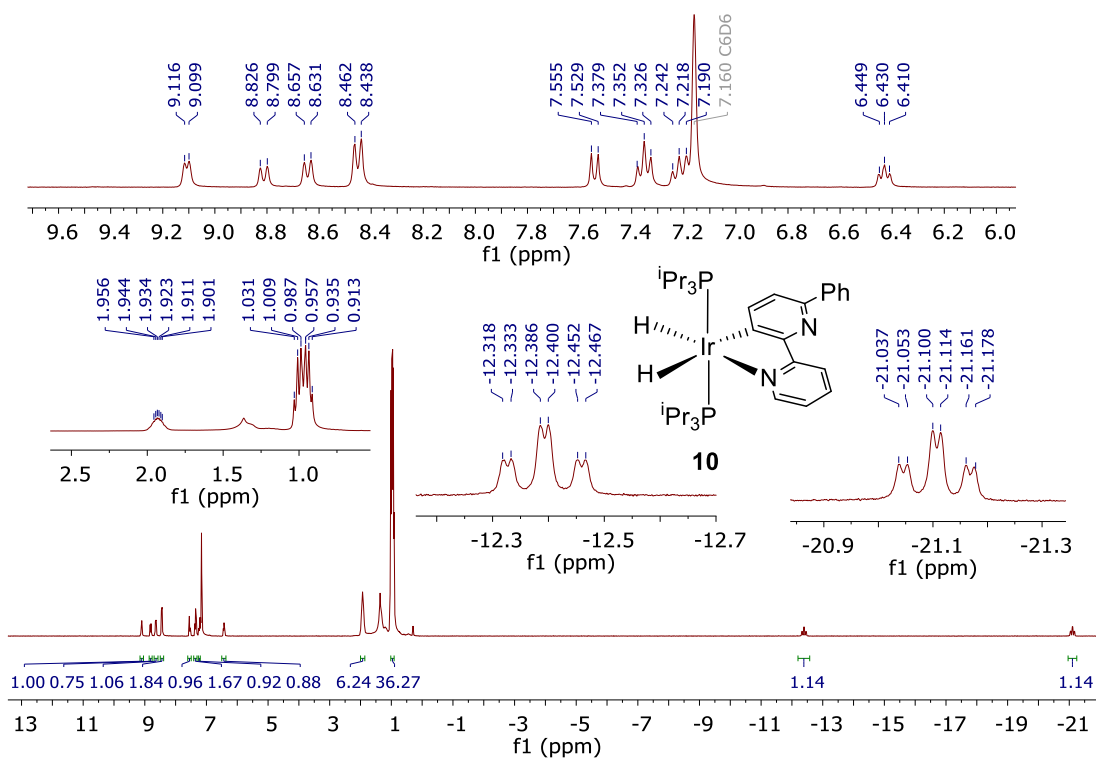 9.116
9.099
8.826
8.799
8.657
8.631
8.462
8.438
7.555
7.529
7.379
7.352
7.326
7.242
7.218
7.190
7.160 C6D6
6.449
6.430
6.410
9.6 9.4 9.2 9.0 8.8 8.6 8.4 8.2 8.0 7.8 7.6 7.4 7.2 7.0 6.8 6.6 6.4 6.2 6.0
f1 (ppm)
1.956
1.944
1.934
1.923
1.911
1.901
1.031
1.009
0.987
0.957
0.935
0.913
2.5 2.0 1.5 1.0
f1 (ppm)
-12.318
-12.333
-12.386
-12.400
-12.452
-12.467
-12.3 -12.5 -12.7
f1 (ppm)
iPr3P
H
H
Ir
N
N
Ph
iPr3P
10
-21.037
-21.053
-21.100
-21.114
-21.161
-21.178
-20.9 -21.1 -21.3
f1 (ppm)
1.00 0.75 1.06 1.84 0.96 1.67 0.92 0.88 6.24 36.27 1.14 1.14
13 11 9 7 5 3 1 -1 -3 -5 -7 -9 -11 -13 -15 -17 -19 -21
f1 (ppm)